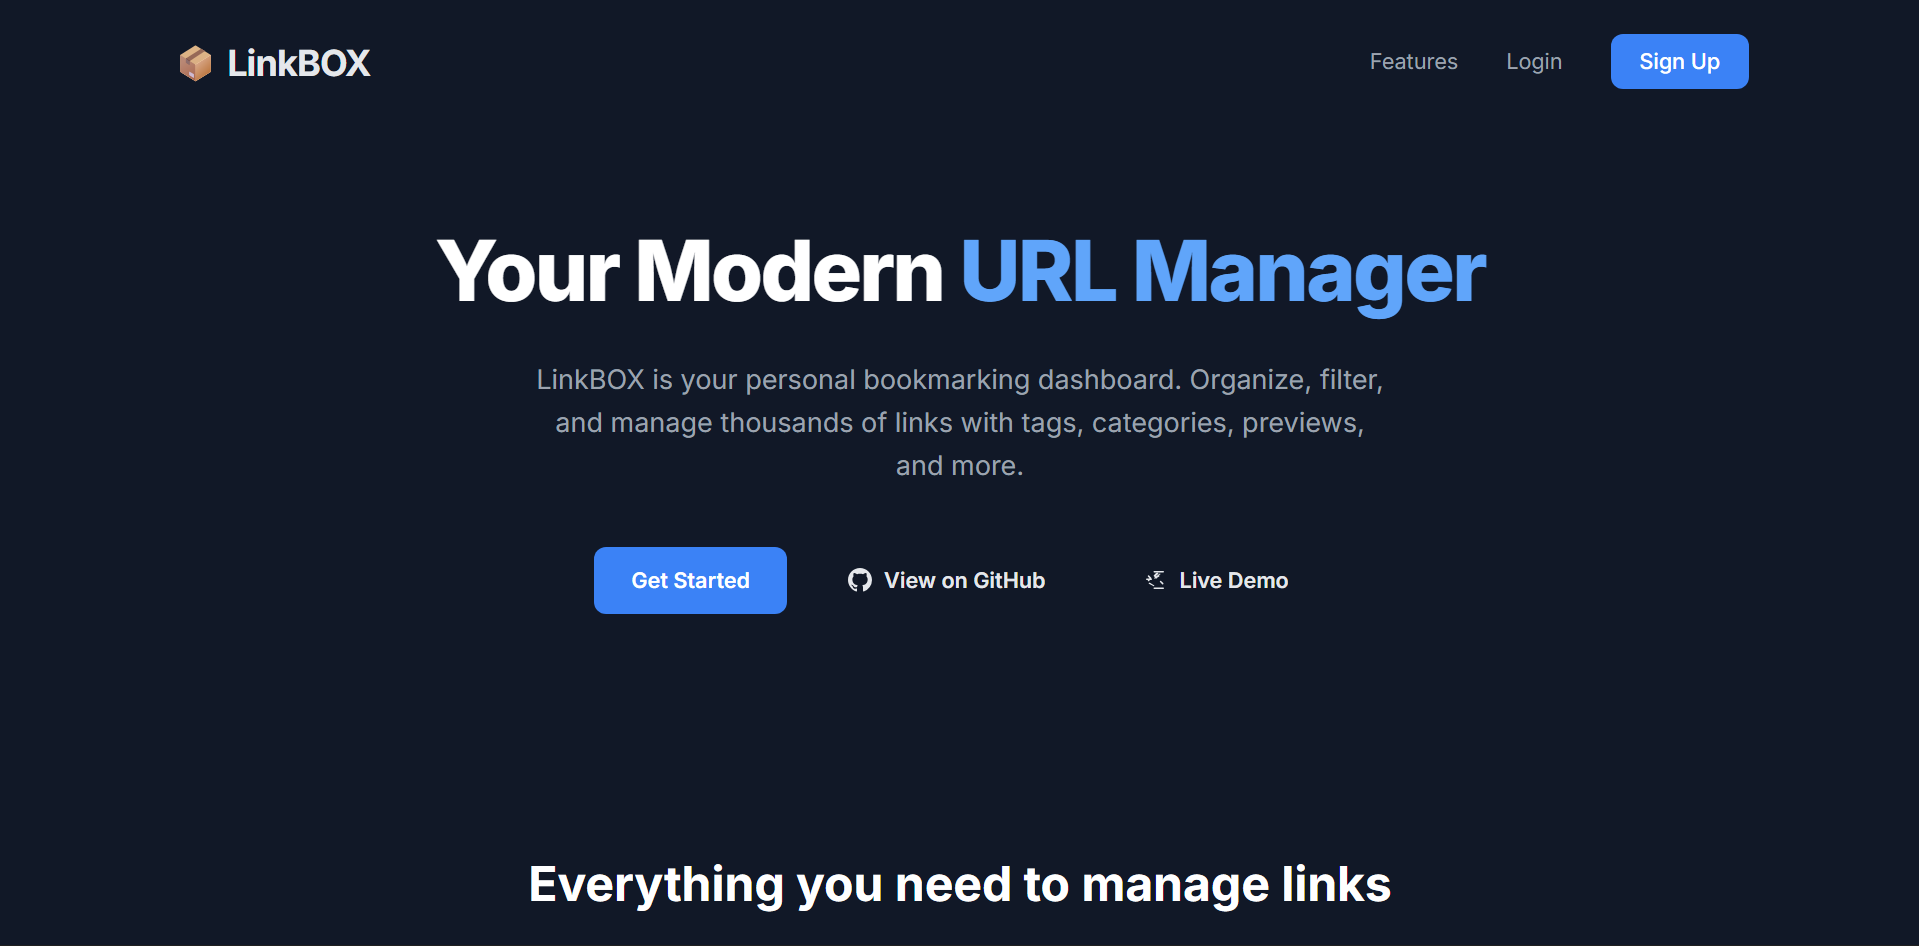 LinkBOX
Features
Login
Sign Up
Your Modern URL Manager
LinkBOX is your personal bookmarking dashboard. Organize, filter,
and manage thousands of links with tags, categories, previews,
and more.
Get Started
View on GitHub
Live Demo
Everything you need to manage links